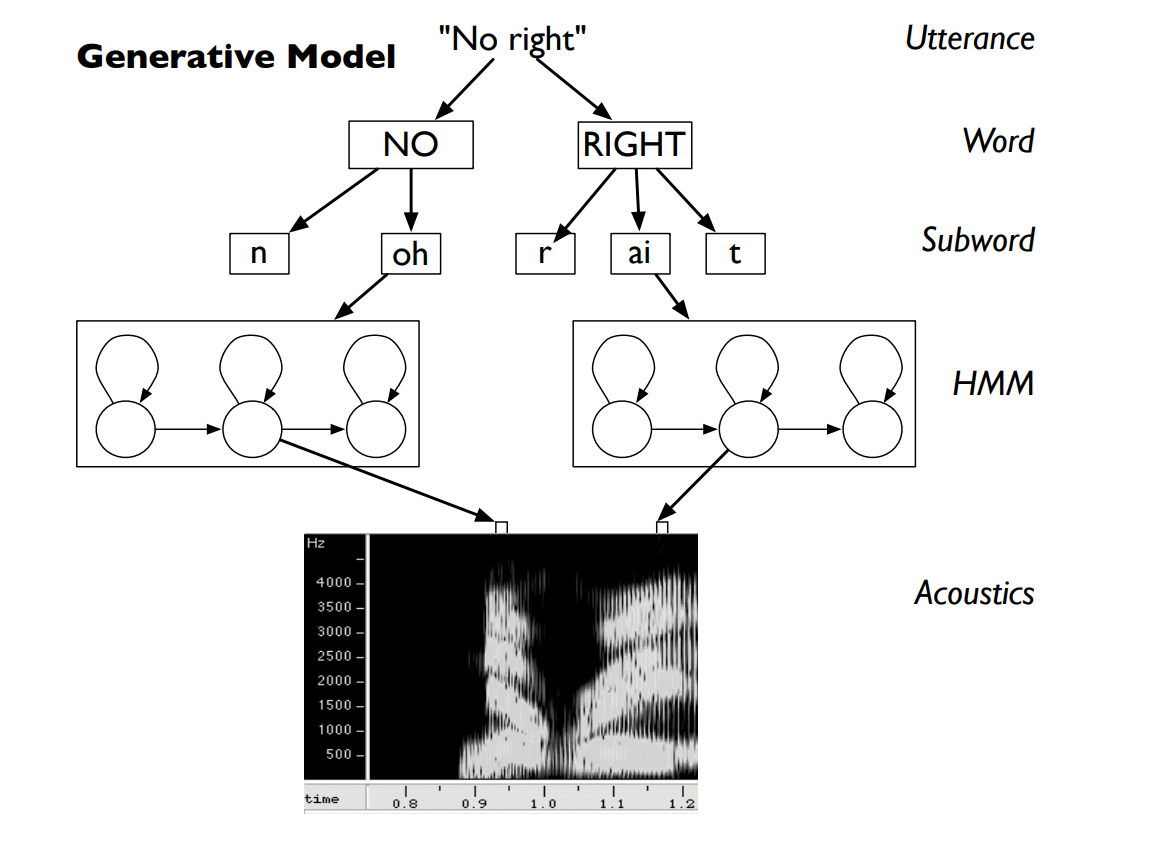 "No right"
Utterance
Generative Model
NO
RIGHT
Word
n
oh
r
ai
t
Subword
HMM
Hz
4000
3500
3000
2500
2000
1500
1000
500
Acoustics
time
0.8
0.9
1.0
1.1
1.2